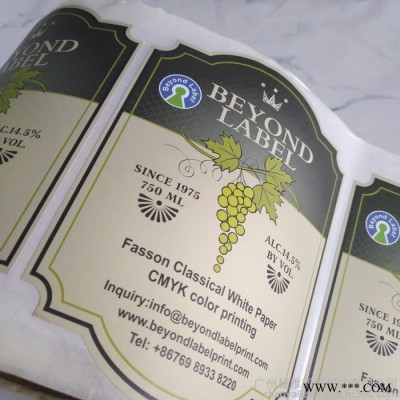 Beyond Label
BEYOND
LABEL
SINCE 1975
750 ML
ALC.14.5%
BY VOL.
Fasson Classical White Paper
CMYK color printing
Inquiry:info@beyondlabelprint.com
www.beyondlabelprint.com
Tel: +86769 8933 8220
BEYOND
LABEL
ALC.14.5%
BY VOL.
Beyond Label
SINCE 1975
750 ML
Fasson
www.***.COM